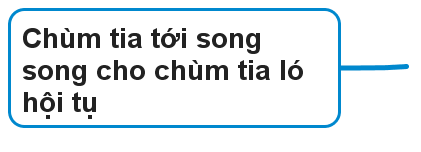 Chùm tia tới song
song cho chùm tia ló
hội tụ